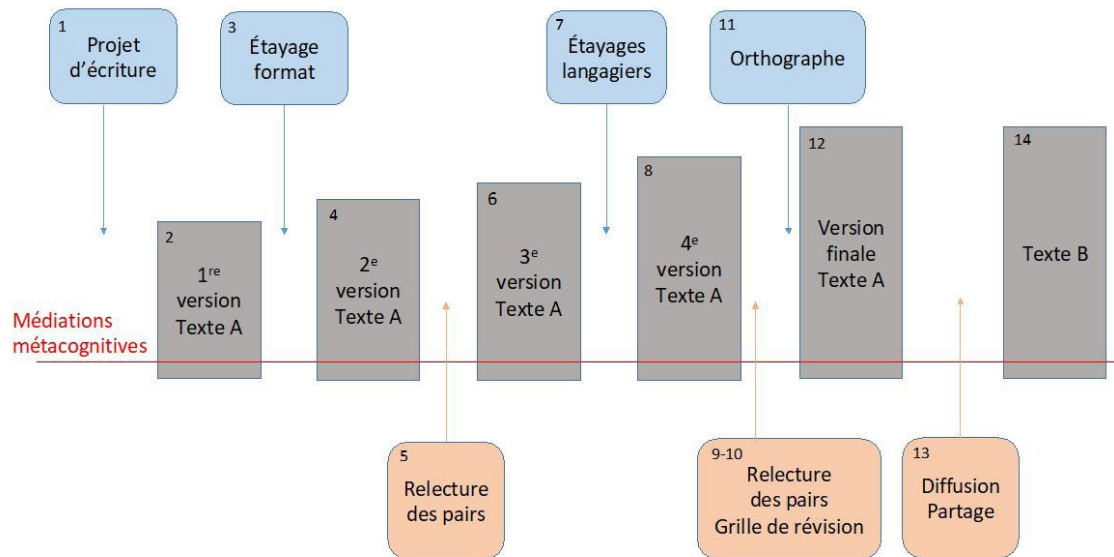 1
Projet
d’écriture
3
Étayage
format
7
Étayages
langagiers
11
Orthographe
2
1re
version
Texte A
4
2e
version
Texte A
6
3e
version
Texte A
8
4e
version
Texte A
12
Version
finale
Texte A
14
Texte B
Médiations
métacognitives
5
Relecture
des pairs
9-10
Relecture
des pairs
Grille de révision
13
Diffusion
Partage